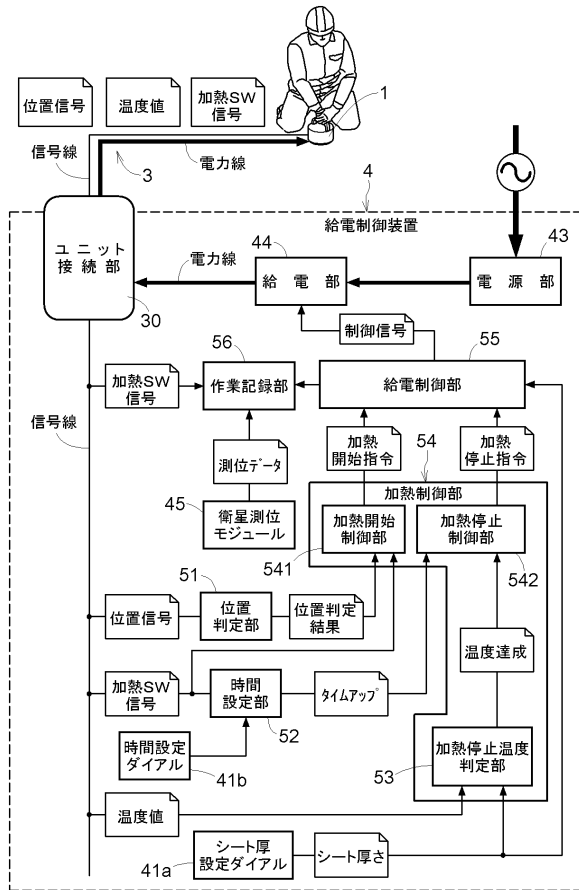 位置信号
温度値
加熱SW
信号
1
信号線
3
電力線
4
給電制御装置
ユニット
接続部
30
電力線
44
給電部
43
電源部
制御信号
56
作業記録部
55
給電制御部
加熱SW
信号
信号線
測位データ
加熱
開始指令
54
加熱
停止指令
45
衛星測位
モジュール
加熱制御部
加熱開始
制御部
541
加熱停止
制御部
542
51
位置信号
位置
判定部
位置判定
結果
温度達成
加熱SW
信号
時間
設定部
52
タイムアップ
時間設定
ダイアル
41b
53
加熱停止温度
判定部
温度値
41a
シート厚
設定ダイアル
シート厚さ